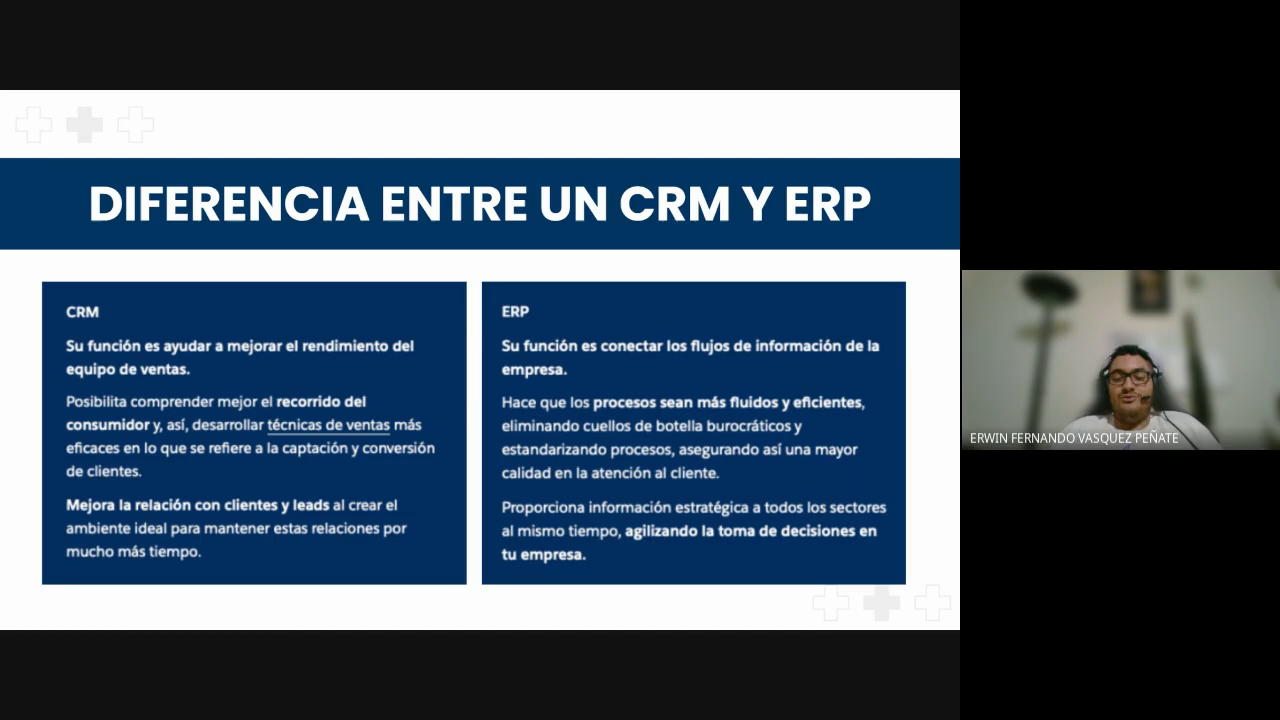 DIFERENCIA ENTRE UN CRM Y ERP
CRM
Su función es ayudar a mejorar el rendimiento del
equipo de ventas.
Posibilita comprender mejor el recorrido del
consumidor y, así, desarrollar técnicas de ventas más
eficaces en lo que se refiere a la captación y conversión
de clientes.
Mejora la relación con clientes y leads al crear el
ambiente ideal para mantener estas relaciones por
mucho más tiempo.
ERP
Su función es conectar los flujos de información de la
empresa.
Hace que los procesos sean más fluidos y eficientes,
eliminando cuellos de botella burocráticos y
estandarizando procesos, asegurando así una mayor
calidad en la atención al cliente.
Proporciona información estratégica a todos los sectores
al mismo tiempo, agilizando la toma de decisiones en
tu empresa.
ERWIN FERNANDO VASQUEZ PEÑATE